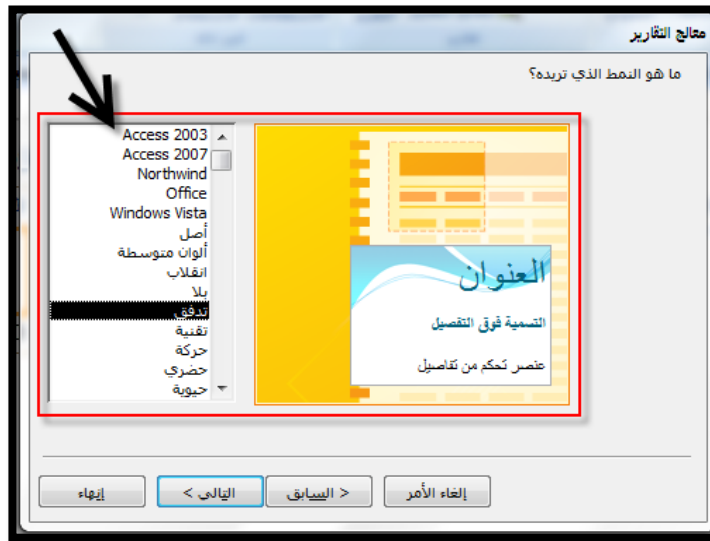 معالج التقارير
ما هو النمط الذي تريده؟
Access 2003
Access 2007
Northwind
Office
Windows Vista
أصل
ألوان متوسطة
انقلاب
بلا
تدفق
تقنية
حركة
حضري
حيوية
العنوان
التسمية فوق التفصيل
عنصر تحكم من تفاصيل
إلغاء الأمر
< السابق
التالي >
إنهاء